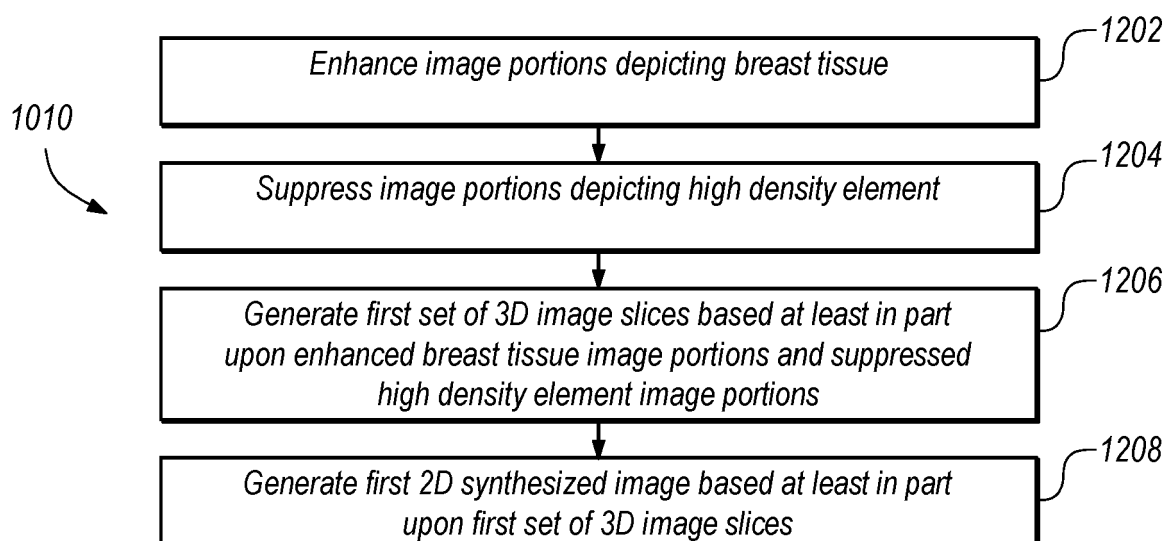 1202
Enhance image portions depicting breast tissue
1010
1204
Suppress image portions depicting high density element
1206
Generate first set of 3D image slices based at least in part
upon enhanced breast tissue image portions and suppressed
high density element image portions
1208
Generate first 2D synthesized image based at least in part
upon first set of 3D image slices